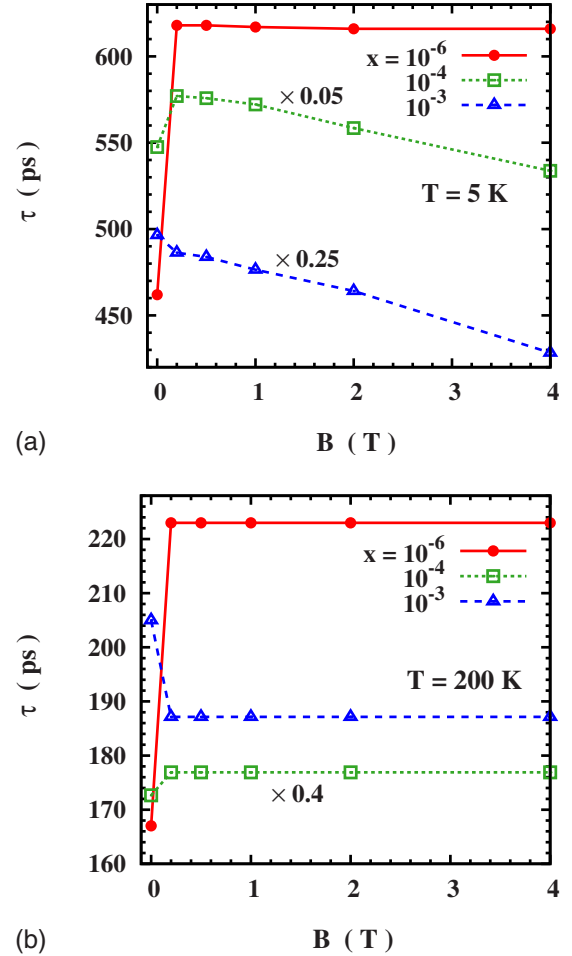 600
550
500
450
τ ( ps )
x = 10⁻⁶
10⁻⁴
10⁻³
× 0.05
T = 5 K
× 0.25
0 1 2 3 4
(a) B ( T )
220
210
200
190
180
170
160
τ ( ps )
x = 10⁻⁶
10⁻⁴
10⁻³
T = 200 K
× 0.4
0 1 2 3 4
(b) B ( T )